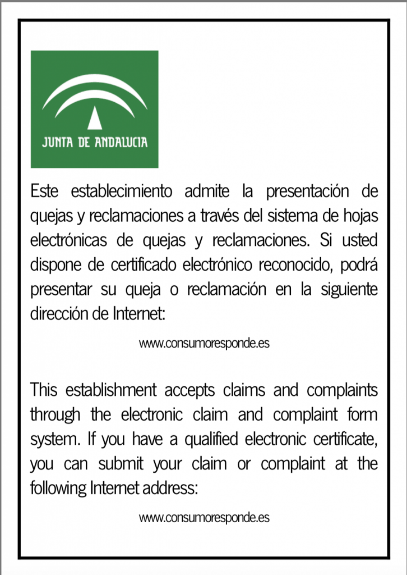 JUNTA DE ANDALUCIA
Este establecimiento admite la presentación de
quejas y reclamaciones a través del sistema de hojas
electrónicas de quejas y reclamaciones. Si usted
dispone de certificado electrónico reconocido, podrá
presentar su queja o reclamación en la siguiente
dirección de Internet:
www.consumoresponde.es
This establishment accepts claims and complaints
through the electronic claim and complaint form
system. If you have a qualified electronic certificate,
you can submit your claim or complaint at the
following Internet address:
www.consumoresponde.es